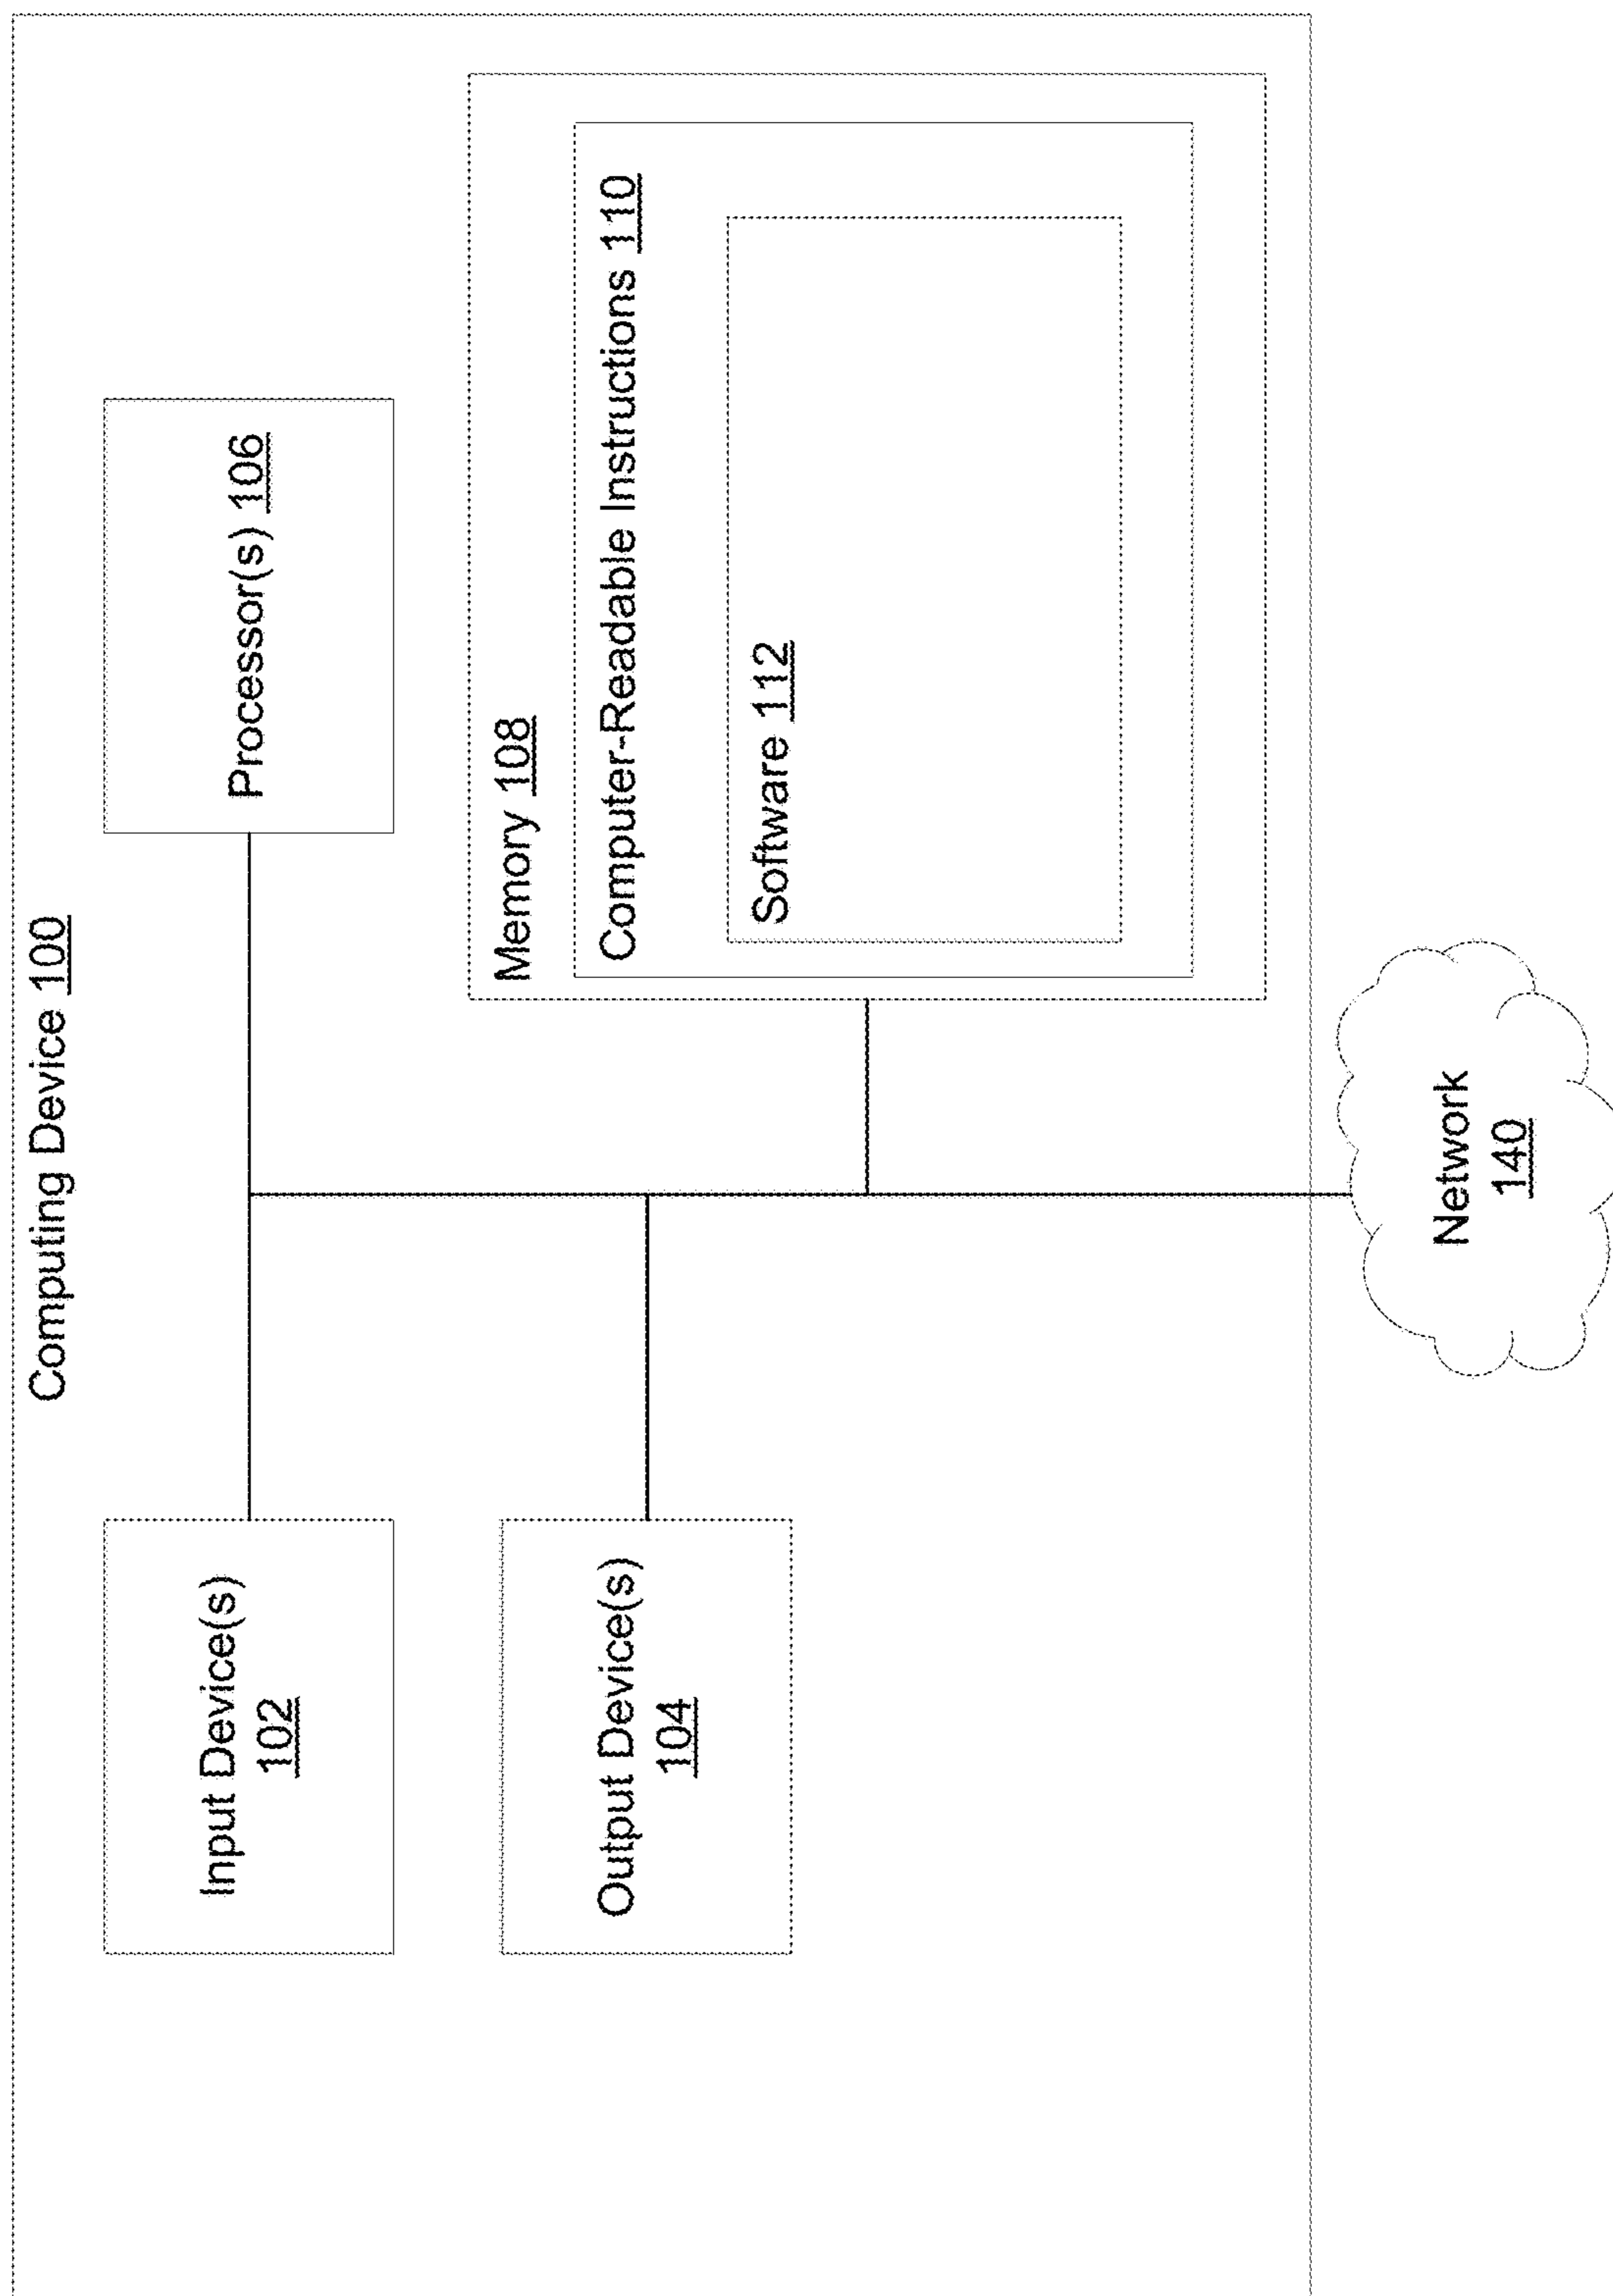 Computing Device 100
Input Device(s)
102
Processor(s) 106
Output Device(s)
104
Memory 108
Computer-Readable Instructions 110
Software 112
Network
140